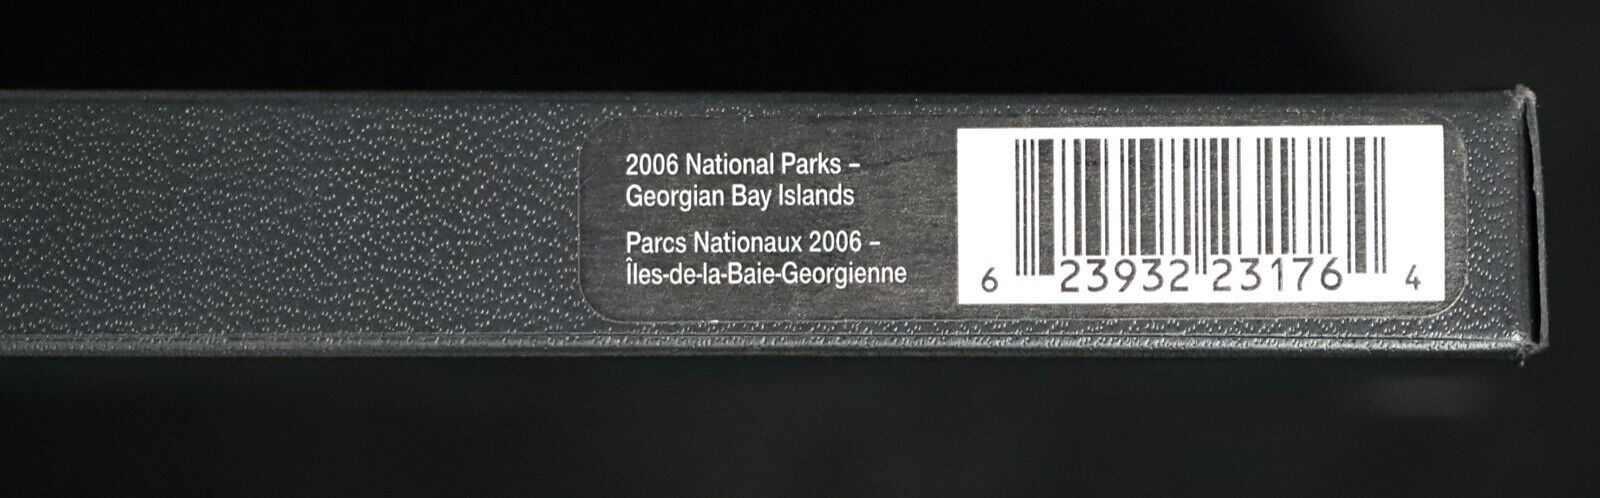 2006 National Parks –
Georgian Bay Islands
Parcs Nationaux 2006 –
Îles-de-la-Baie-Georgienne
6 23932 23176 4